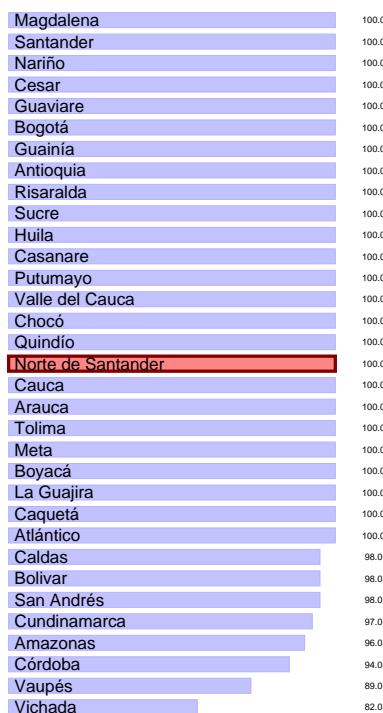 Magdalena 100.0
Santander 100.0
Nariño 100.0
Cesar 100.0
Guaviare 100.0
Bogotá 100.0
Guainía 100.0
Antioquia 100.0
Risaralda 100.0
Sucre 100.0
Huila 100.0
Casanare 100.0
Putumayo 100.0
Valle del Cauca 100.0
Chocó 100.0
Quindío 100.0
Norte de Santander 100.0
Cauca 100.0
Arauca 100.0
Tolima 100.0
Meta 100.0
Boyacá 100.0
La Guajira 100.0
Caquetá 100.0
Atlántico 100.0
Caldas 98.0
Bolivar 98.0
San Andrés 98.0
Cundinamarca 97.0
Amazonas 96.0
Córdoba 94.0
Vaupés 89.0
Vichada 82.0